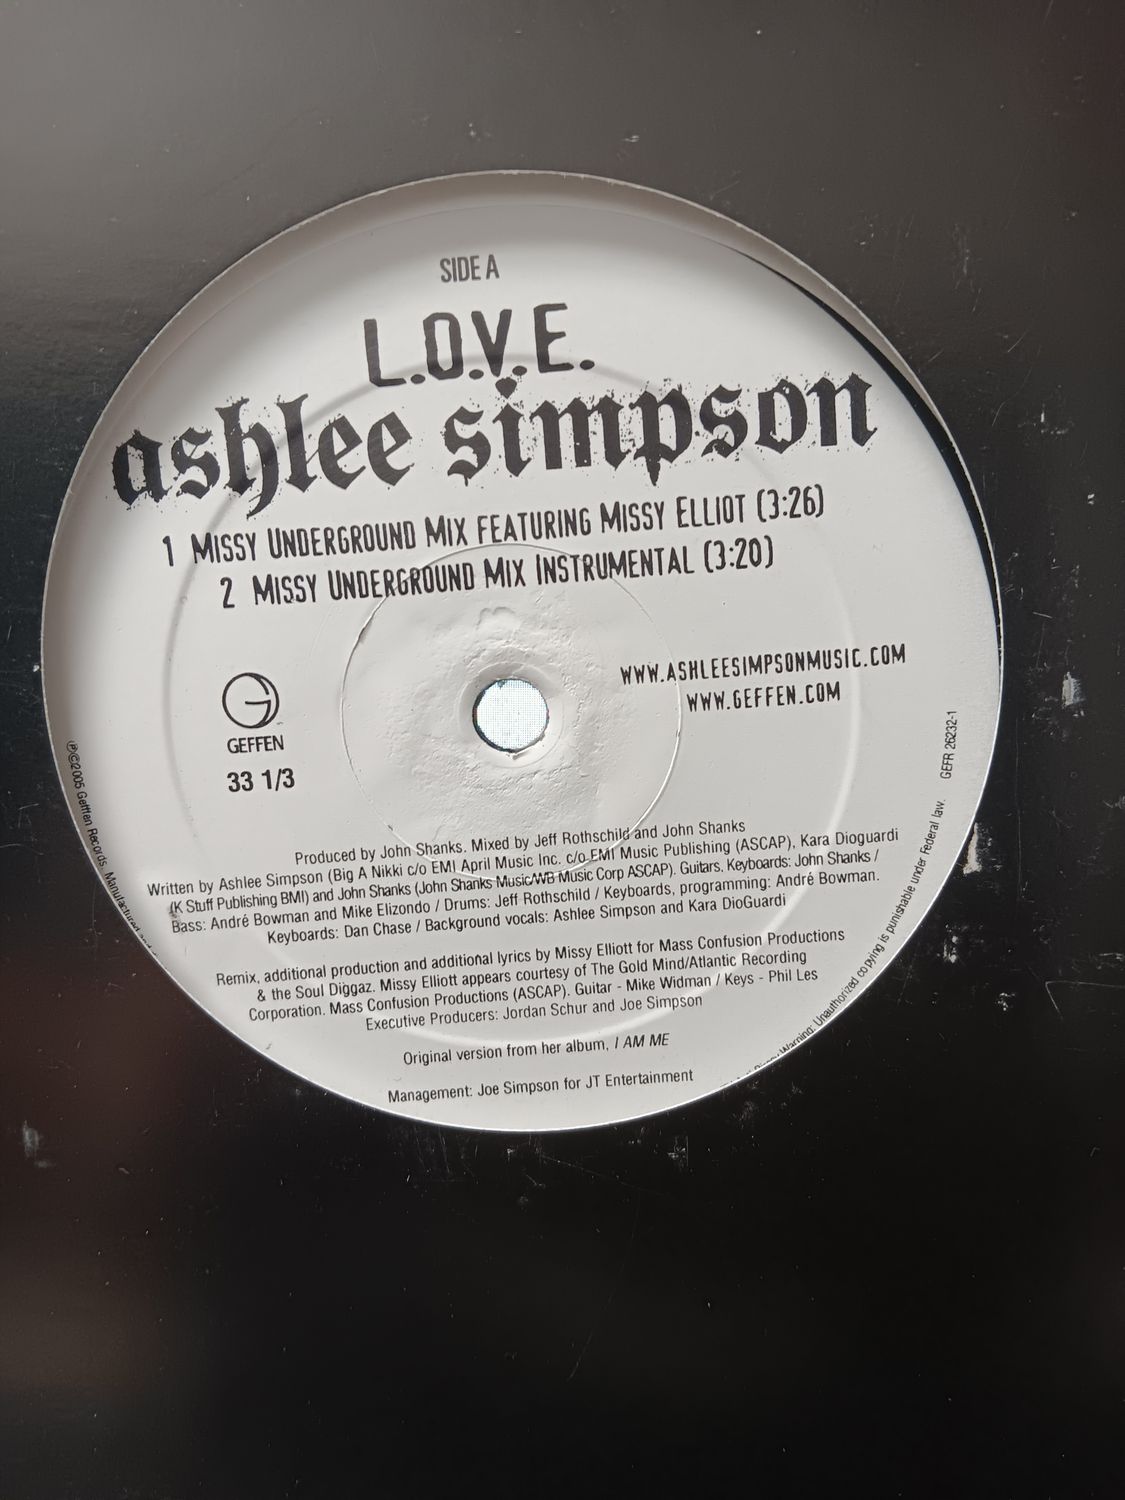 SIDE A
L.O.V.E.
ashlee simpson
1 MISSY UNDERGROUND MIX FEATURING MISSY ELLIOT (3:26)
2 MISSY UNDERGROUND MIX INSTRUMENTAL (3:20)
WWW.ASHLEESIMPSONMUSIC.COM
WWW.GEFFEN.COM
GEFFEN
33 1/3
Produced by John Shanks. Mixed by Jeff Rothschild and John Shanks
Written by Ashlee Simpson (Big A Nikki c/o EMI April Music Inc. c/o EMI Music Publishing (ASCAP), Kara Dioguardi
(K Stuff Publishing BMI) and John Shanks (John Shanks Music/WB Music Corp ASCAP). Guitars, Keyboards: John Shanks /
Bass: André Bowman and Mike Elizondo / Drums: Jeff Rothschild / Keyboards, programming: André Bowman.
Keyboards: Dan Chase / Background vocals: Ashlee Simpson and Kara DioGuardi
Remix, additional production and additional lyrics by Missy Elliott for Mass Confusion Productions
& the Soul Diggaz. Missy Elliott appears courtesy of The Gold Mind/Atlantic Recording
Corporation. Mass Confusion Productions (ASCAP). Guitar - Mike Widman / Keys - Phil Les
Executive Producers: Jordan Schur and Joe Simpson
Original version from her album, I AM ME
Management: Joe Simpson for JT Entertainment
℗©2005 Geffen Records. Manufactured and
Warning: Unauthorized copying is punishable under Federal law.
GEFR 26232-1